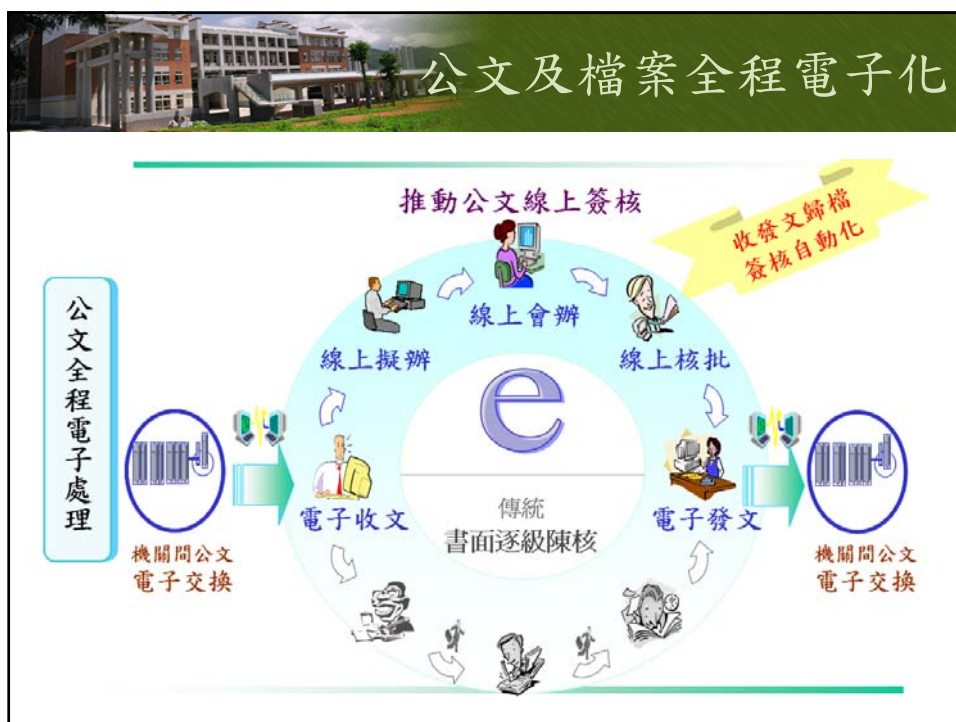 公文及檔案全程電子化
推動公文線上簽核
收發文歸檔
簽核自動化
公文全程電子處理
線上會辦
線上擬辦
線上核批
e
電子收文
電子發文
傳統
書面逐級陳核
機關間公文
電子交換
機關間公文
電子交換